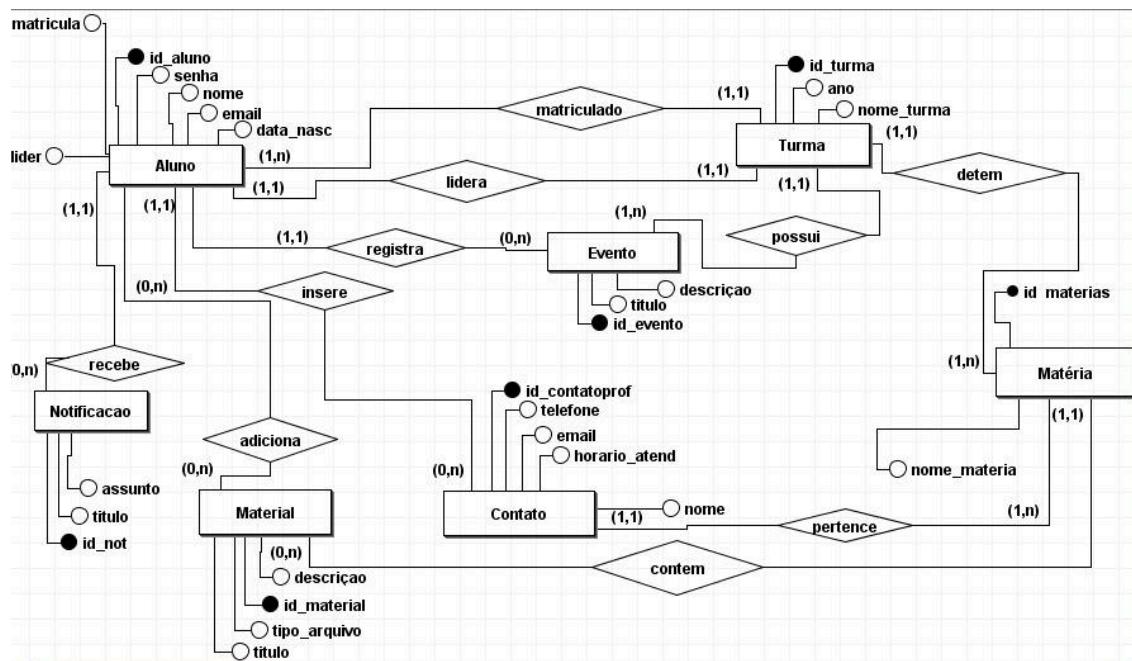 matricula
id_aluno
senha
nome
email
data_nasc
lider
Aluno
(1,n)
matriculado
(1,1)
id_turma
ano
nome_turma
Turma
(1,1)
(1,1)
lidera
(1,1)
(1,1)
detem
(1,1)
(1,1)
(1,1)
registra
(0,n)
Evento
(1,n)
possui
descriçao
titulo
id_evento
(0,n)
insere
id_materias
(0,n)
recebe
Notificacao
assunto
titulo
id_not
(1,n)
Matéria
(1,1)
nome_materia
id_contatoprof
telefone
email
horario_atend
(0,n)
Contato
nome
(1,1)
pertence
(1,n)
adiciona
(0,n)
Material
(0,n)
contem
descriçao
id_material
tipo_arquivo
titulo